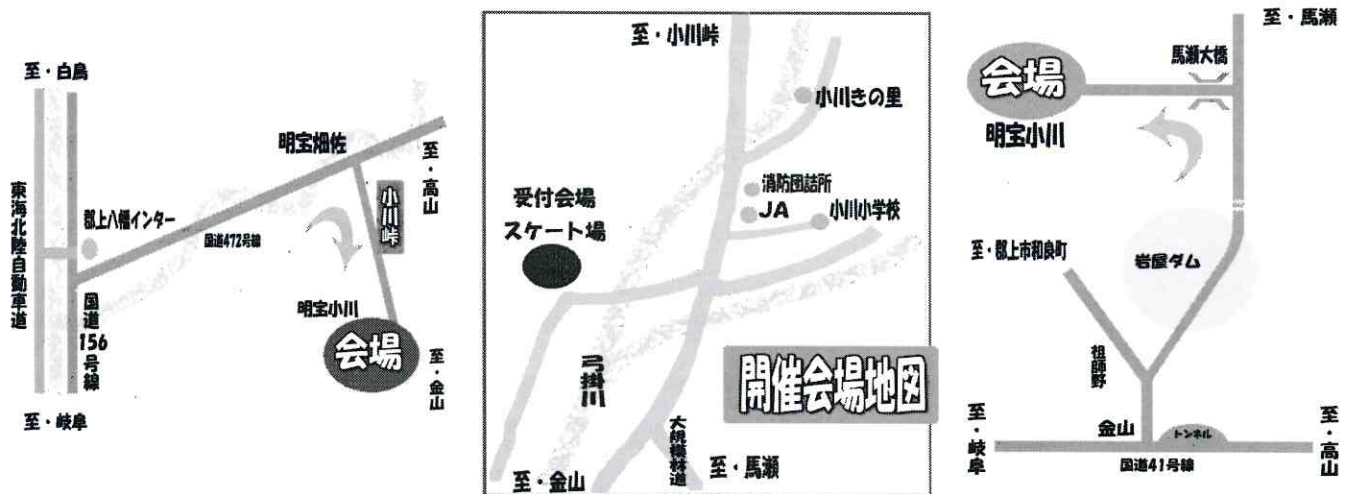 至・白鳥
東海北陸自動車道
郡上八幡インター
国道472号線
明宝畑佐
至・高山
小川峠
明宝小川
会場
至・金山
国道156号線
至・岐阜
至・小川峠
小川きの里
消防団詰所
JA
小川小学校
受付会場
スケート場
弓掛川
開催会場地図
大規模林道
至・金山
至・馬瀬
至・馬瀬
馬瀬大橋
会場
明宝小川
至・郡上市和良町
岩屋ダム
祖師野
金山
トンネル
至・岐阜
国道41号線
至・高山